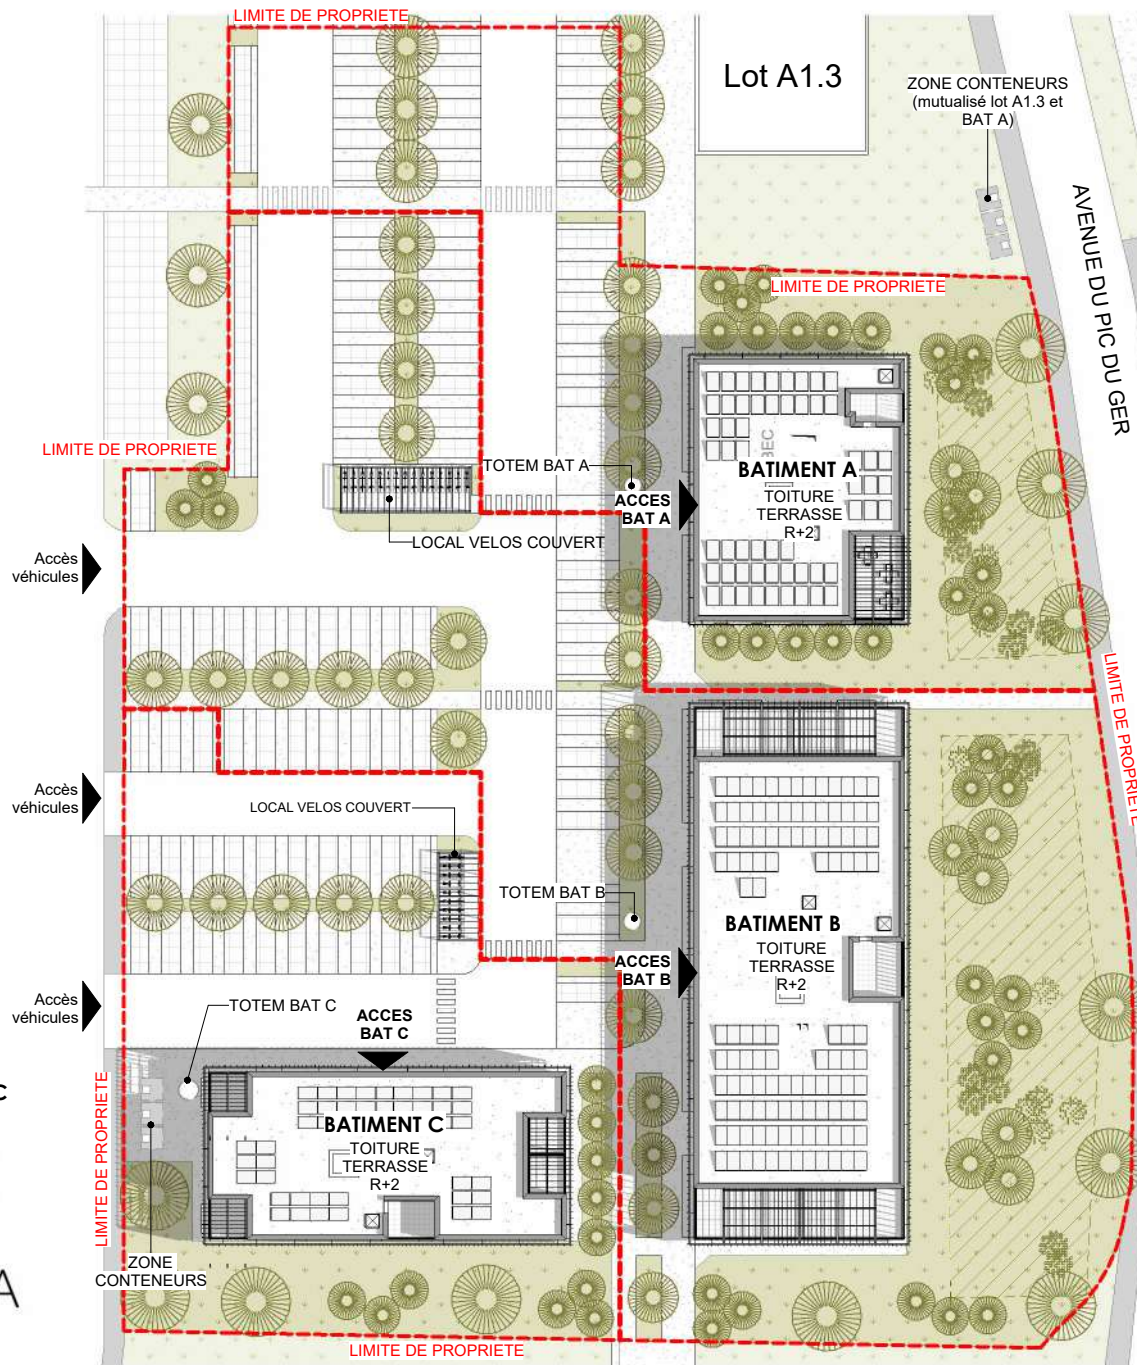 LIMITE DE PROPRIETE
Lot A1.3
ZONE CONTENEURS
(mutualisé lot A1.3 et
BAT A)
AVENUE DU PIC DU GER
LIMITE DE PROPRIETE
LIMITE DE PROPRIETE
TOTEM BAT A
BATIMENT A
TOITURE
TERRASSE
R+2
ACCES
BAT A
LOCAL VELOS COUVERT
Accès
véhicules
LIMITE DE PROPRIETE
Accès
véhicules
LOCAL VELOS COUVERT
TOTEM BAT B
BATIMENT B
TOITURE
TERRASSE
R+2
ACCES
BAT B
Accès
véhicules
TOTEM BAT C
ACCES
BAT C
BATIMENT C
TOITURE
TERRASSE
R+2
LIMITE DE PROPRIETE
ZONE
CONTENEURS
LIMITE DE PROPRIETE
c
A